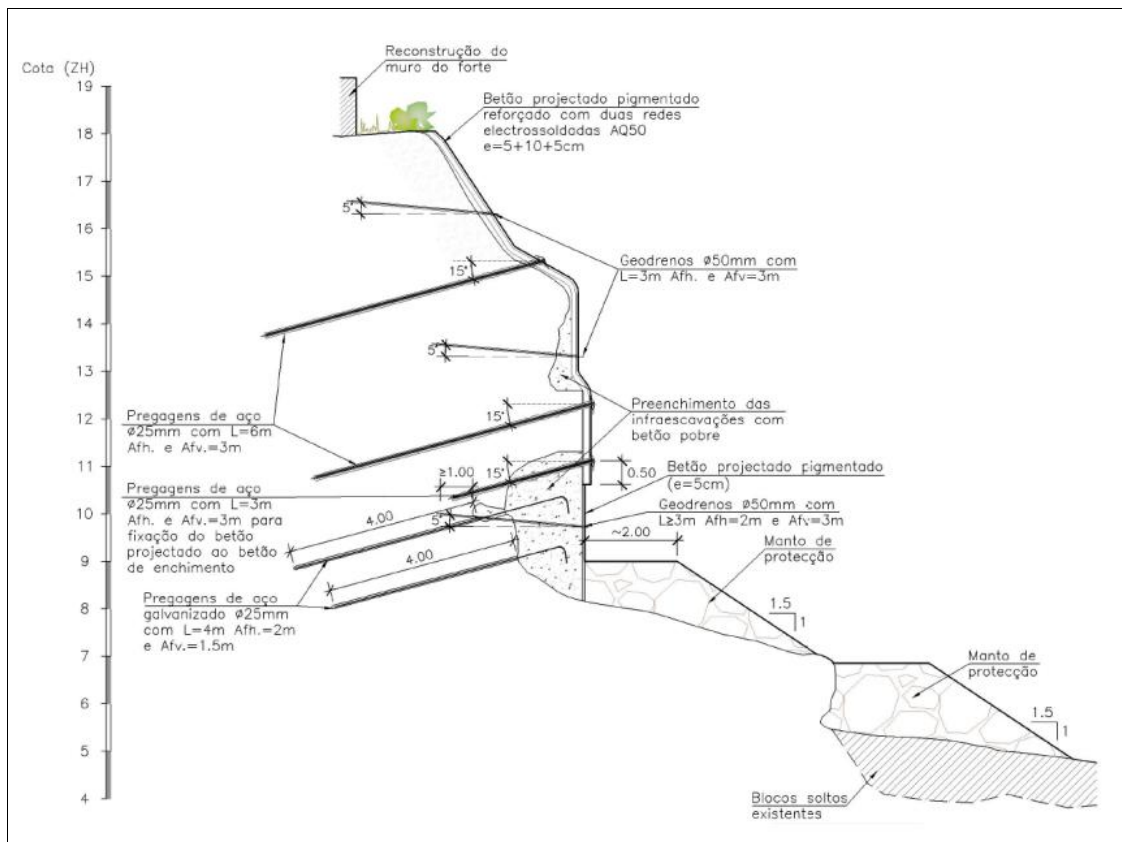 Cota (ZH)
19
18
17
16
15
14
13
12
11
10
9
8
7
6
5
4
Reconstrução do
muro do forte
Betão projectado pigmentado
reforçado com duas redes
electrossoldadas AQ50
e=5+10+5cm
5°
15°
Geodrenos ø50mm com
L=3m Afh. e Afv=3m
5°
Pregagens de aço
ø25mm com L=6m
Afh. e Afv.=3m
15°
Preenchimento das
infraescavações com
betão pobre
≥1.00
15°
0.50
Pregagens de aço
ø25mm com L=3m
Afh. e Afv.=3m para
fixação do betão
projectado ao betão
de enchimento
Betão projectado pigmentado
(e=5cm)
Geodrenos ø50mm com
L≥3m Afh=2m e Afv=3m
4.00
5°
~2.00
4.00
Manto de
protecção
Pregagens de aço
galvanizado ø25mm
com L=4m Afh.=2m
e Afv.=1.5m
1.5
1
Manto de
protecção
1.5
1
Blocos soltos
existentes